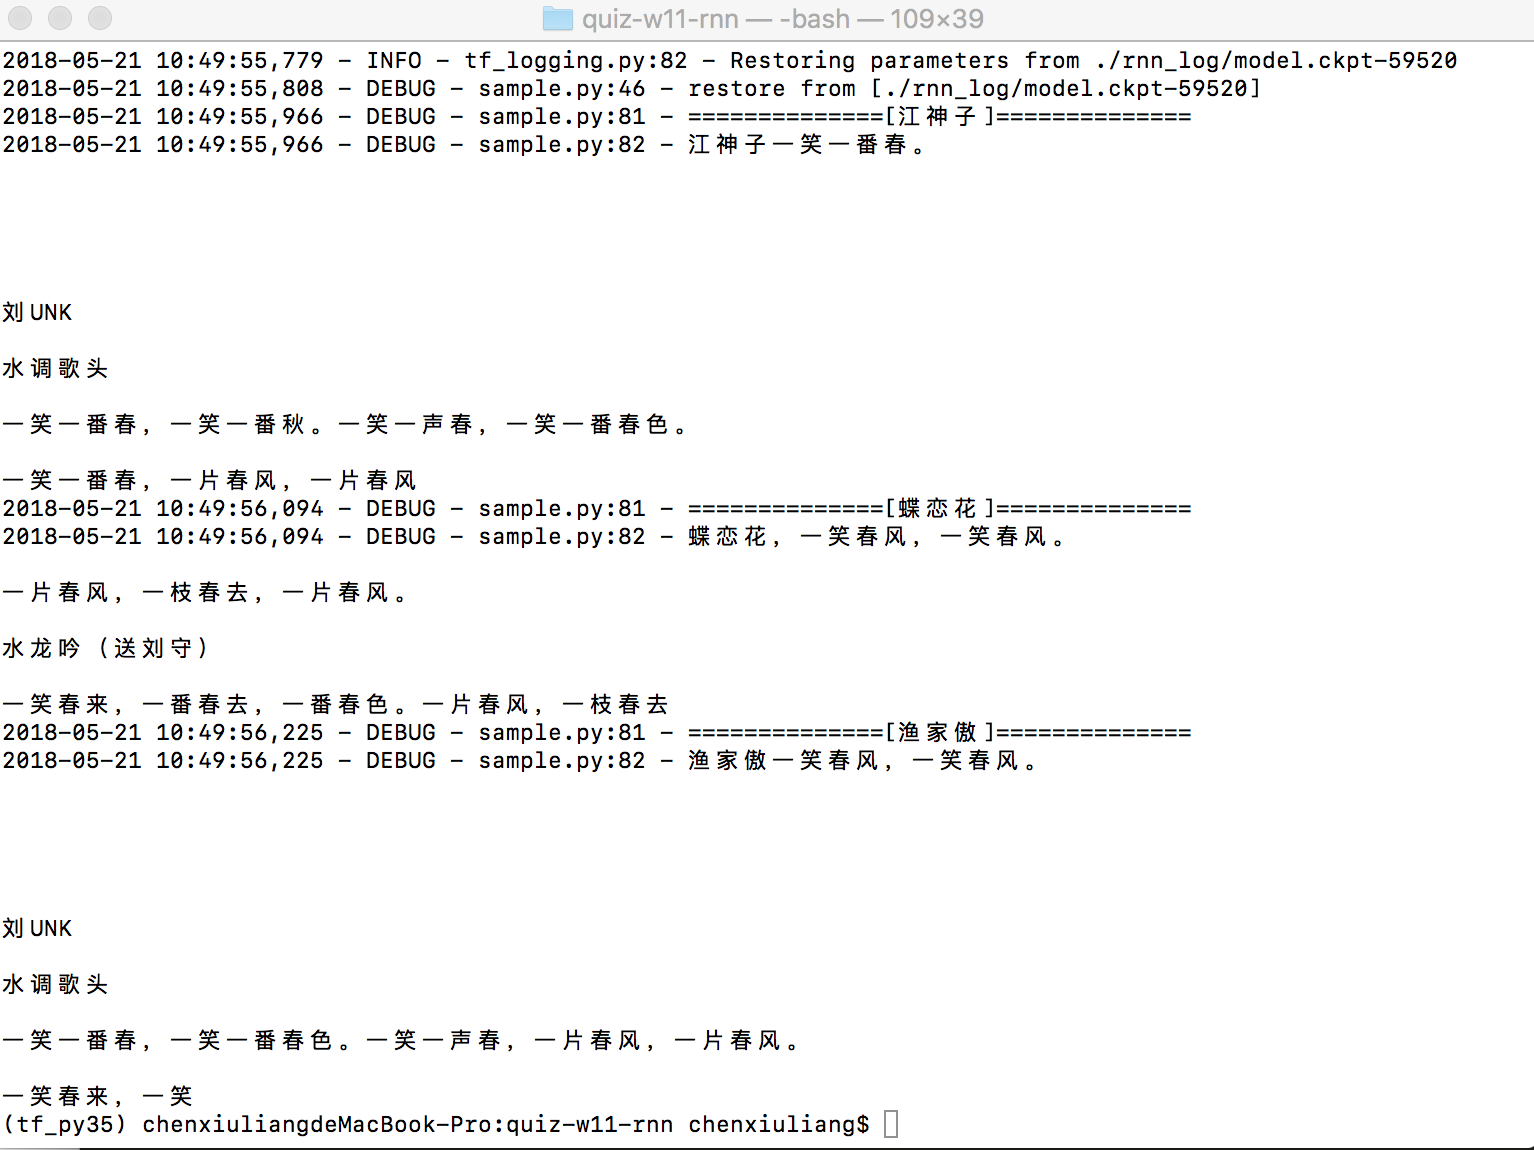 quiz-w11-rnn — -bash — 109×39
2018-05-21 10:49:55,779 - INFO - tf_logging.py:82 - Restoring parameters from ./rnn_log/model.ckpt-59520
2018-05-21 10:49:55,808 - DEBUG - sample.py:46 - restore from [./rnn_log/model.ckpt-59520]
2018-05-21 10:49:55,966 - DEBUG - sample.py:81 - ==============[江神子]==============
2018-05-21 10:49:55,966 - DEBUG - sample.py:82 - 江神子一笑一番春。
刘UNK
水调歌头
一笑一番春，一笑一番秋。一笑一声春，一笑一番春色。
一笑一番春，一片春风，一片春风
2018-05-21 10:49:56,094 - DEBUG - sample.py:81 - ==============[蝶恋花]==============
2018-05-21 10:49:56,094 - DEBUG - sample.py:82 - 蝶恋花，一笑春风，一笑春风。
一片春风，一枝春去，一片春风。
水龙吟（送刘守）
一笑春来，一番春去，一番春色。一片春风，一枝春去
2018-05-21 10:49:56,225 - DEBUG - sample.py:81 - ==============[渔家傲]==============
2018-05-21 10:49:56,225 - DEBUG - sample.py:82 - 渔家傲一笑春风，一笑春风。
刘UNK
水调歌头
一笑一番春，一笑一番春色。一笑一声春，一片春风，一片春风。
一笑春来，一笑
(tf_py35) chenxiuliangdeMacBook-Pro:quiz-w11-rnn chenxiuliang$